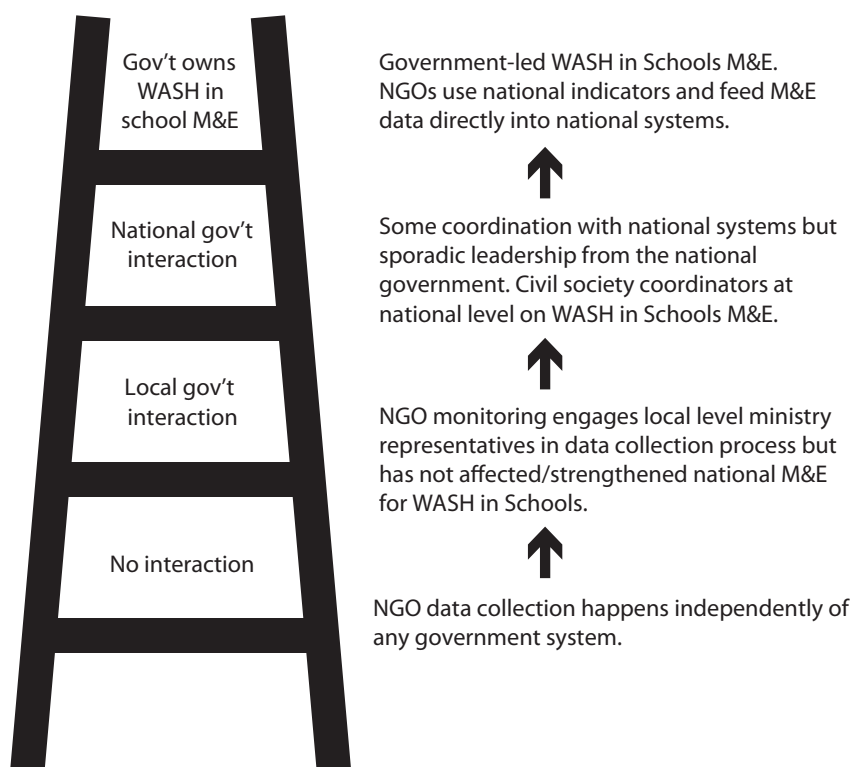 Gov’t owns
WASH in
school M&E
Government-led WASH in Schools M&E.
NGOs use national indicators and feed M&E
data directly into national systems.
National gov’t
interaction
Some coordination with national systems but
sporadic leadership from the national
government. Civil society coordinators at
national level on WASH in Schools M&E.
Local gov’t
interaction
NGO monitoring engages local level ministry
representatives in data collection process but
has not affected/strengthened national M&E
for WASH in Schools.
No interaction
NGO data collection happens independently of
any government system.